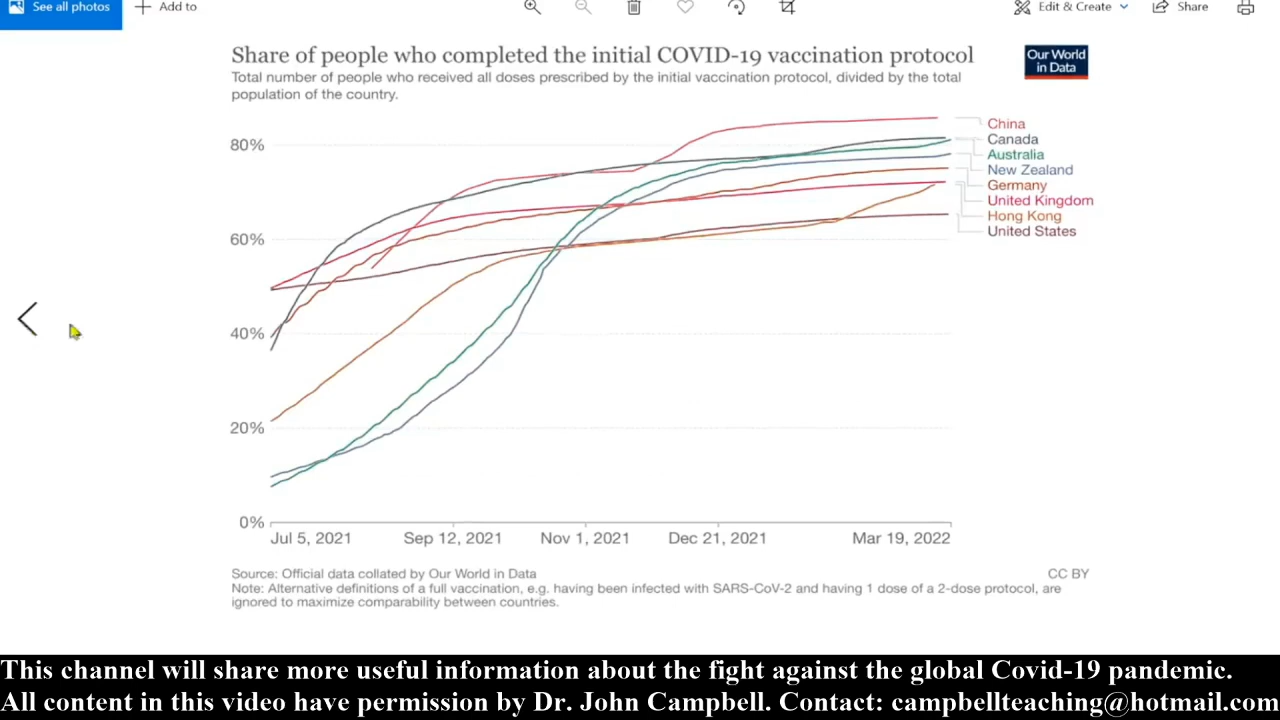 See all photos
Add to
Edit & Create
Share
Share of people who completed the initial COVID-19 vaccination protocol
Our World
in Data
Total number of people who received all doses prescribed by the initial vaccination protocol, divided by the total
population of the country.
China
80%
Canada
Australia
New Zealand
Germany
United Kingdom
Hong Kong
60%
United States
40%
20%
0%
Jul 5, 2021
Sep 12, 2021
Nov 1, 2021
Dec 21, 2021
Mar 19, 2022
Source: Official data collated by Our World in Data
CC BY
Note: Alternative definitions of a full vaccination, e.g. having been infected with SARS-CoV-2 and having 1 dose of a 2-dose protocol, are
ignored to maximize comparability between countries.
This channel will share more useful information about the fight against the global Covid-19 pandemic.
All content in this video have permission by Dr. John Campbell. Contact: campbellteaching@hotmail.com